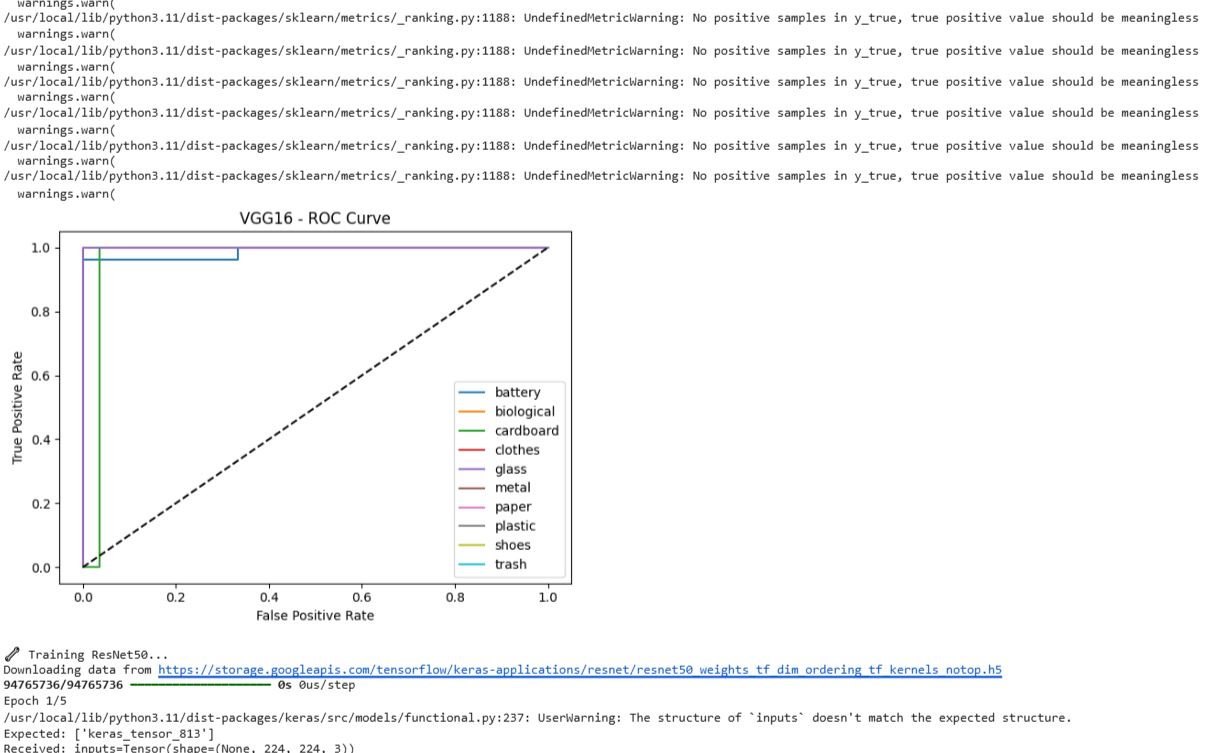 warnings.warn(
/usr/local/lib/python3.11/dist-packages/sklearn/metrics/_ranking.py:1188: UndefinedMetricWarning: No positive samples in y_true, true positive value should be meaningless
warnings.warn(
/usr/local/lib/python3.11/dist-packages/sklearn/metrics/_ranking.py:1188: UndefinedMetricWarning: No positive samples in y_true, true positive value should be meaningless
warnings.warn(
/usr/local/lib/python3.11/dist-packages/sklearn/metrics/_ranking.py:1188: UndefinedMetricWarning: No positive samples in y_true, true positive value should be meaningless
warnings.warn(
/usr/local/lib/python3.11/dist-packages/sklearn/metrics/_ranking.py:1188: UndefinedMetricWarning: No positive samples in y_true, true positive value should be meaningless
warnings.warn(
/usr/local/lib/python3.11/dist-packages/sklearn/metrics/_ranking.py:1188: UndefinedMetricWarning: No positive samples in y_true, true positive value should be meaningless
warnings.warn(
/usr/local/lib/python3.11/dist-packages/sklearn/metrics/_ranking.py:1188: UndefinedMetricWarning: No positive samples in y_true, true positive value should be meaningless
warnings.warn(
VGG16 - ROC Curve
1.0
0.8
0.6
0.4
0.2
0.0
True Positive Rate
battery
biological
cardboard
clothes
glass
metal
paper
plastic
shoes
trash
0.0 0.2 0.4 0.6 0.8 1.0
False Positive Rate
Training ResNet50...
Downloading data from https://storage.googleapis.com/tensorflow/keras-applications/resnet/resnet50_weights_tf_dim_ordering_tf_kernels_notop.h5
94765736/94765736 0s 0us/step
Epoch 1/5
/usr/local/lib/python3.11/dist-packages/keras/src/models/functional.py:237: UserWarning: The structure of `inputs` doesn't match the expected structure.
Expected: ['keras_tensor_813']
Received: inputs=Tensor(shape=(None, 224, 224, 3))